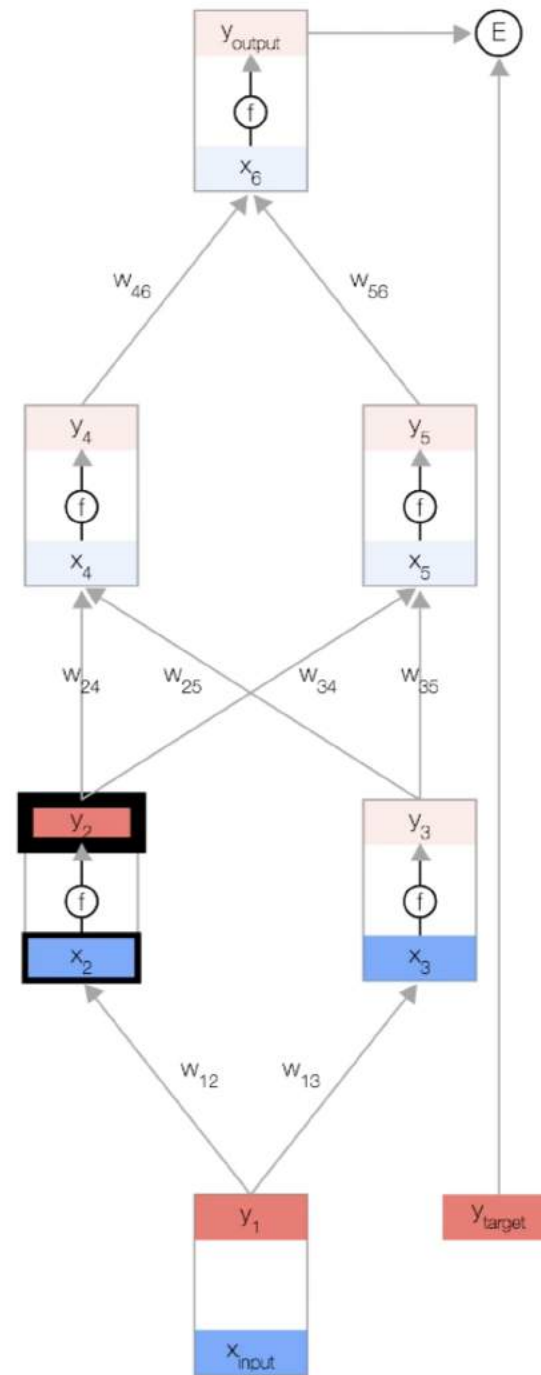 y_output E
f
x_6
w_46 w_56
y_4 y_5
f f
x_4 x_5
w_24 w_25 w_34 w_35
y_2 y_3
f f
x_2 x_3
w_12 w_13
y_1 y_target
x_input